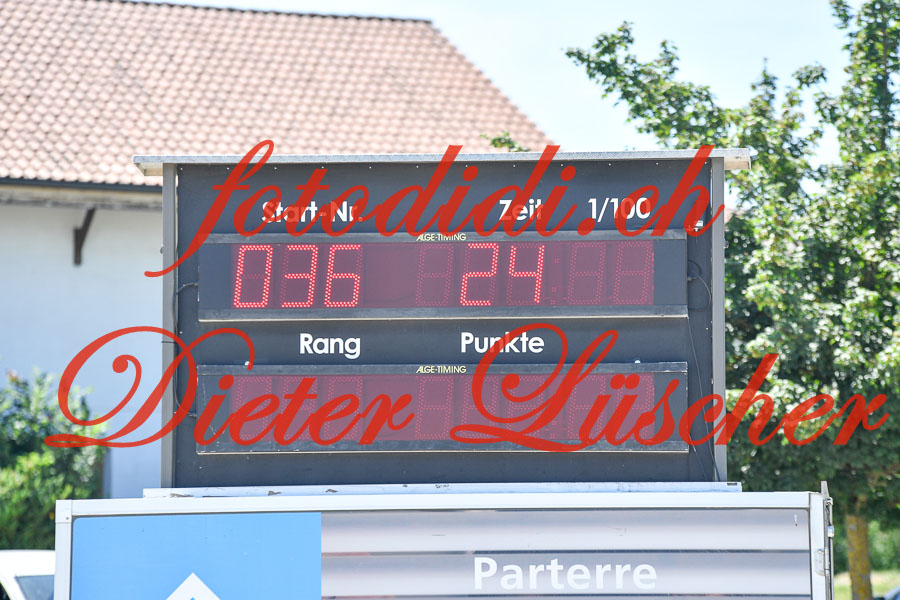 fotodidi.ch
Start-Nr. Zeit 1/100
ALGE-TIMING
036 24
Rang Punkte
ALGE-TIMING
Dieter Lüscher
Parterre